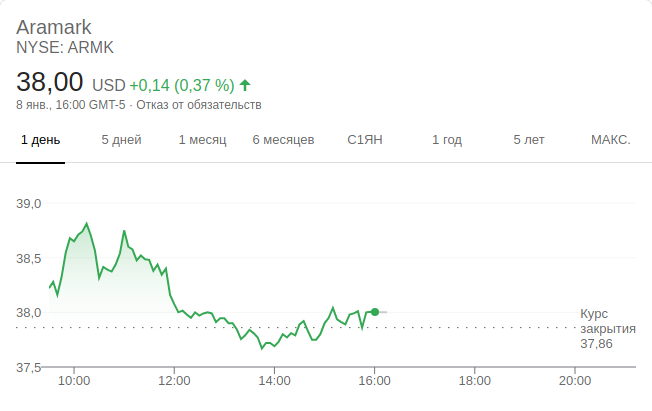 Aramark
NYSE: ARMK
38,00 USD +0,14 (0,37 %)
8 янв., 16:00 GMT-5 · Отказ от обязательств
1 день 5 дней 1 месяц 6 месяцев С1ЯН 1 год 5 лет МАКС.
39,0
38,5
38,0
37,5
Курс
закрытия
37,86
10:00 12:00 14:00 16:00 18:00 20:00